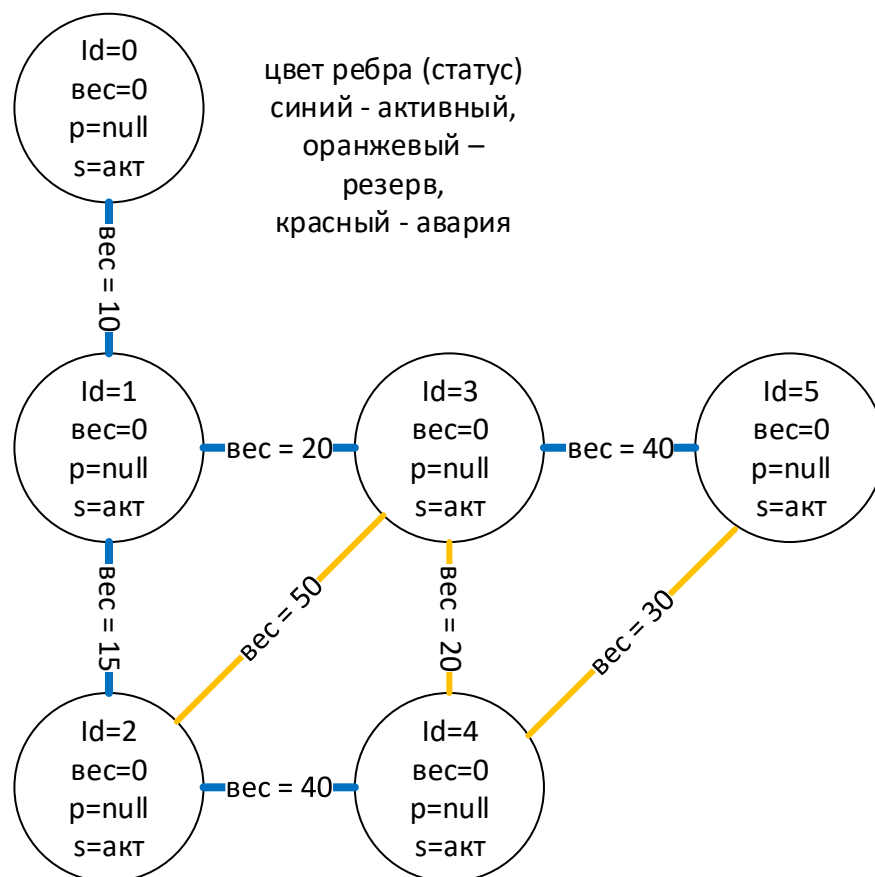 Id=0
вес=0
p=null
s=акт
цвет ребра (статус)
синий - активный,
оранжевый –
резерв,
красный - авария
вес = 10
Id=1
вес=0
p=null
s=акт
вес = 20
Id=3
вес=0
p=null
s=акт
вес = 40
Id=5
вес=0
p=null
s=акт
вес = 15
вес = 50
вес = 20
вес = 30
Id=2
вес=0
p=null
s=акт
вес = 40
Id=4
вес=0
p=null
s=акт